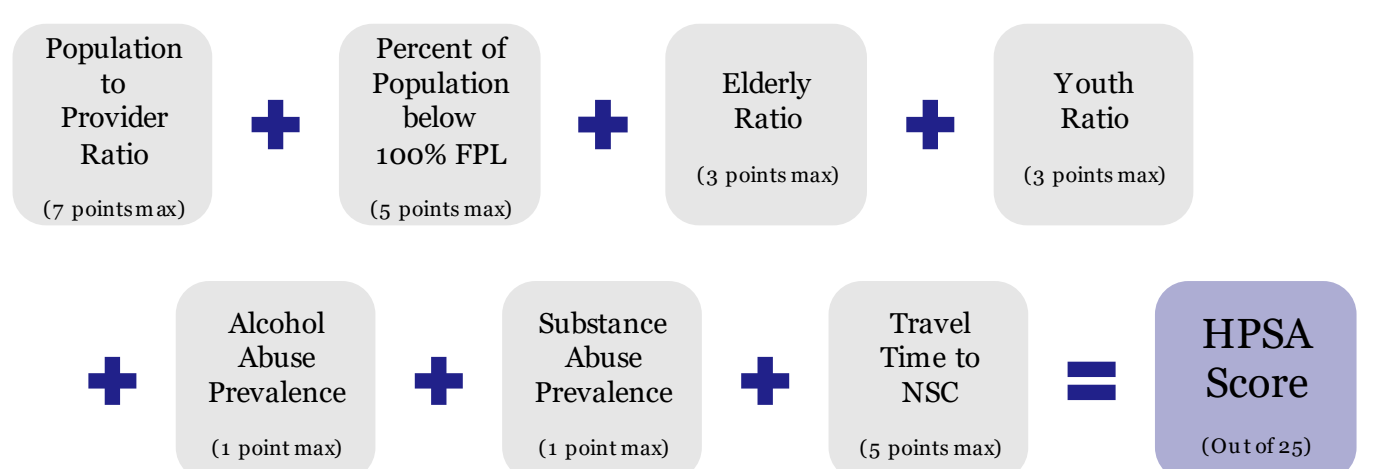 Population
to
Provider
Ratio
(7 points max)
Percent of
Population
below
100% FPL
(5 points max)
Elderly
Ratio
(3 points max)
Youth
Ratio
(3 points max)
Alcohol
Abuse
Prevalence
(1 point max)
Substance
Abuse
Prevalence
(1 point max)
Travel
Time to
NSC
(5 points max)
HPSA
Score
(Out of 25)